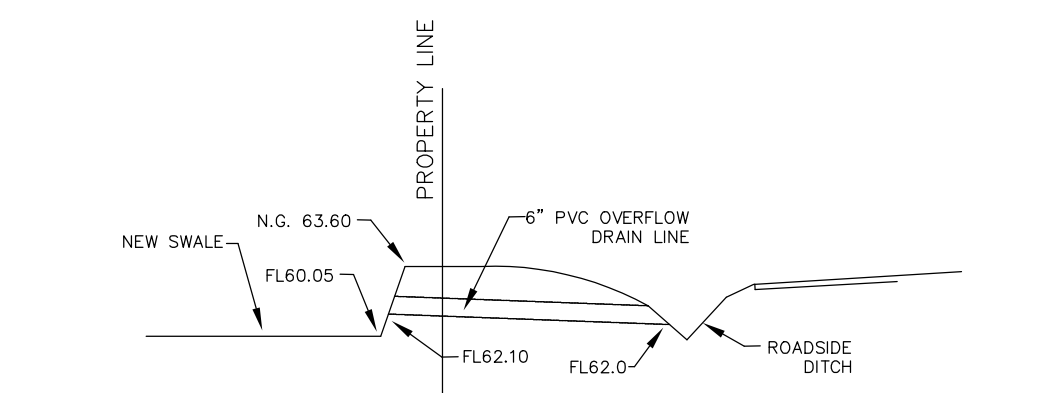 PROPERTY LINE
N.G. 63.60
6” PVC OVERFLOW
DRAIN LINE
NEW SWALE
FL60.05
FL62.10
FL62.0
ROADSIDE
DITCH